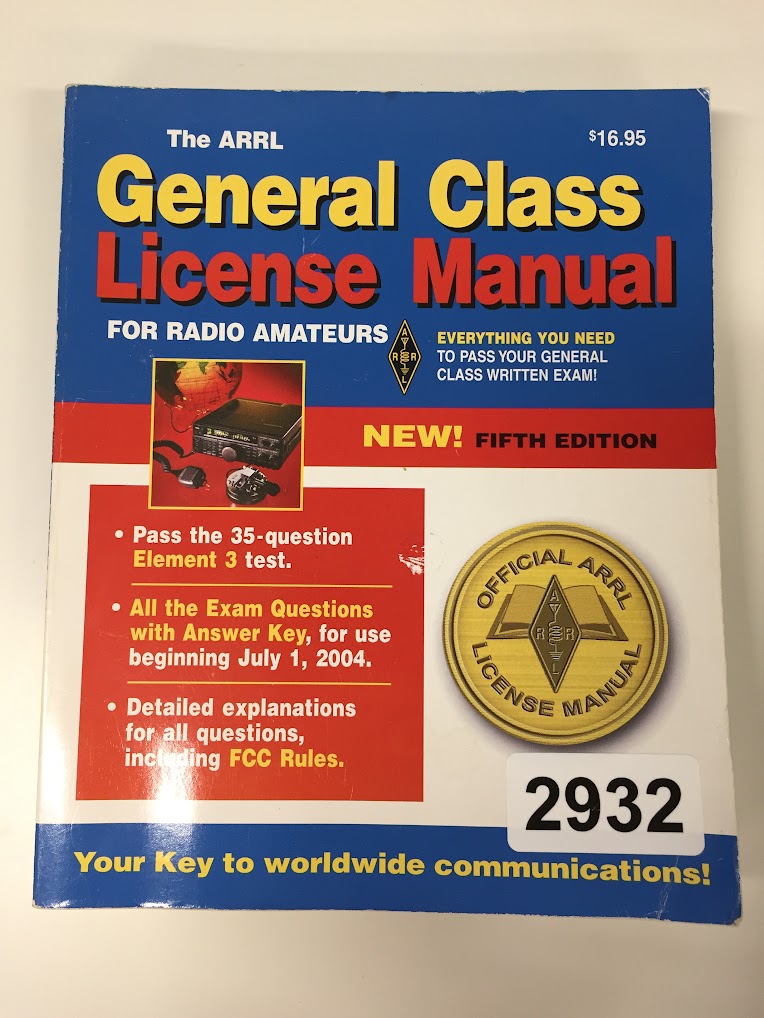 The ARRL
$16.95
General Class
License Manual
FOR RADIO AMATEURS
A
R R
L
EVERYTHING YOU NEED
TO PASS YOUR GENERAL
CLASS WRITTEN EXAM!
NEW! FIFTH EDITION
• Pass the 35-question
Element 3 test.
• All the Exam Questions
with Answer Key, for use
beginning July 1, 2004.
• Detailed explanations
for all questions,
including FCC Rules.
OFFICIAL ARRL
A
R R
L
LICENSE MANUAL
2932
Your Key to worldwide communications!